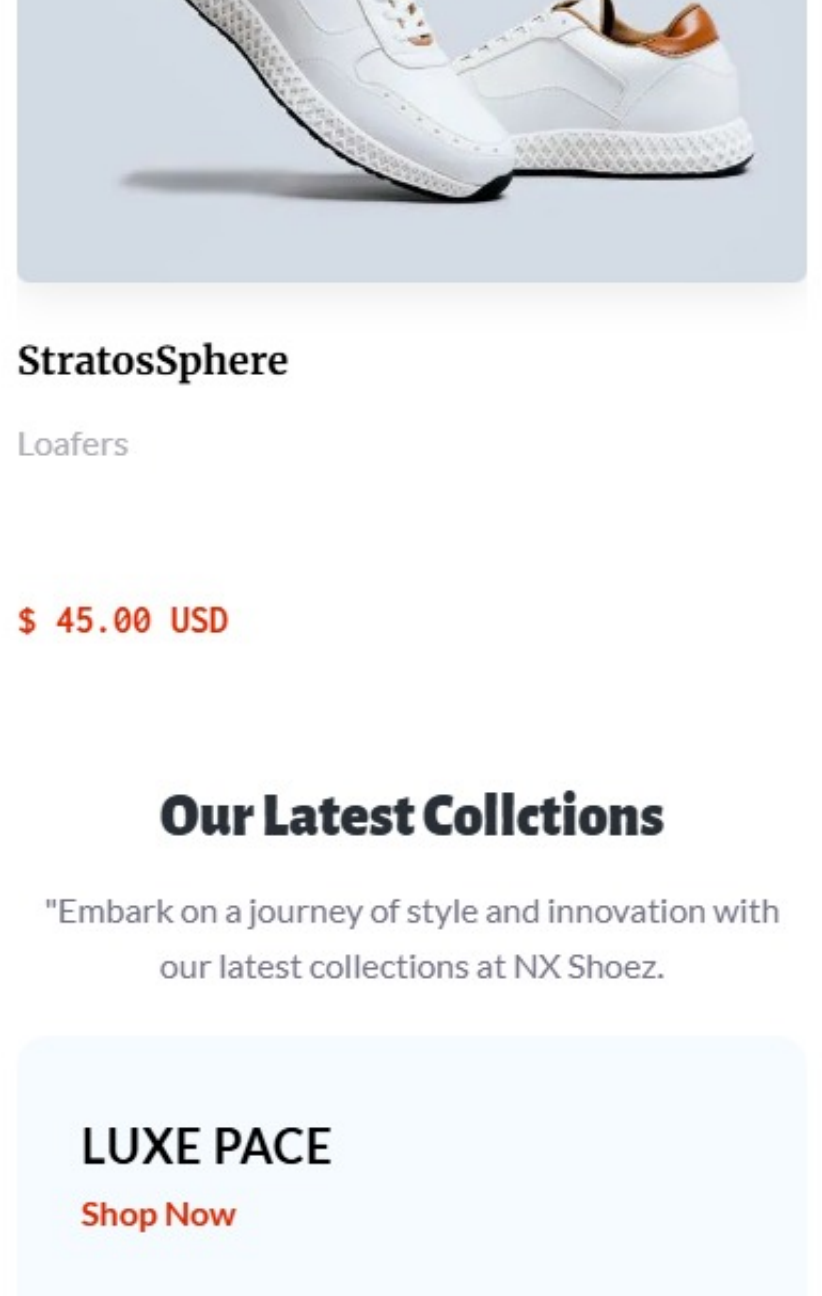 StratosSphere
Loafers
$ 45.00 USD
Our Latest Collctions
"Embark on a journey of style and innovation with
our latest collections at NX Shoez.
LUXE PACE
Shop Now